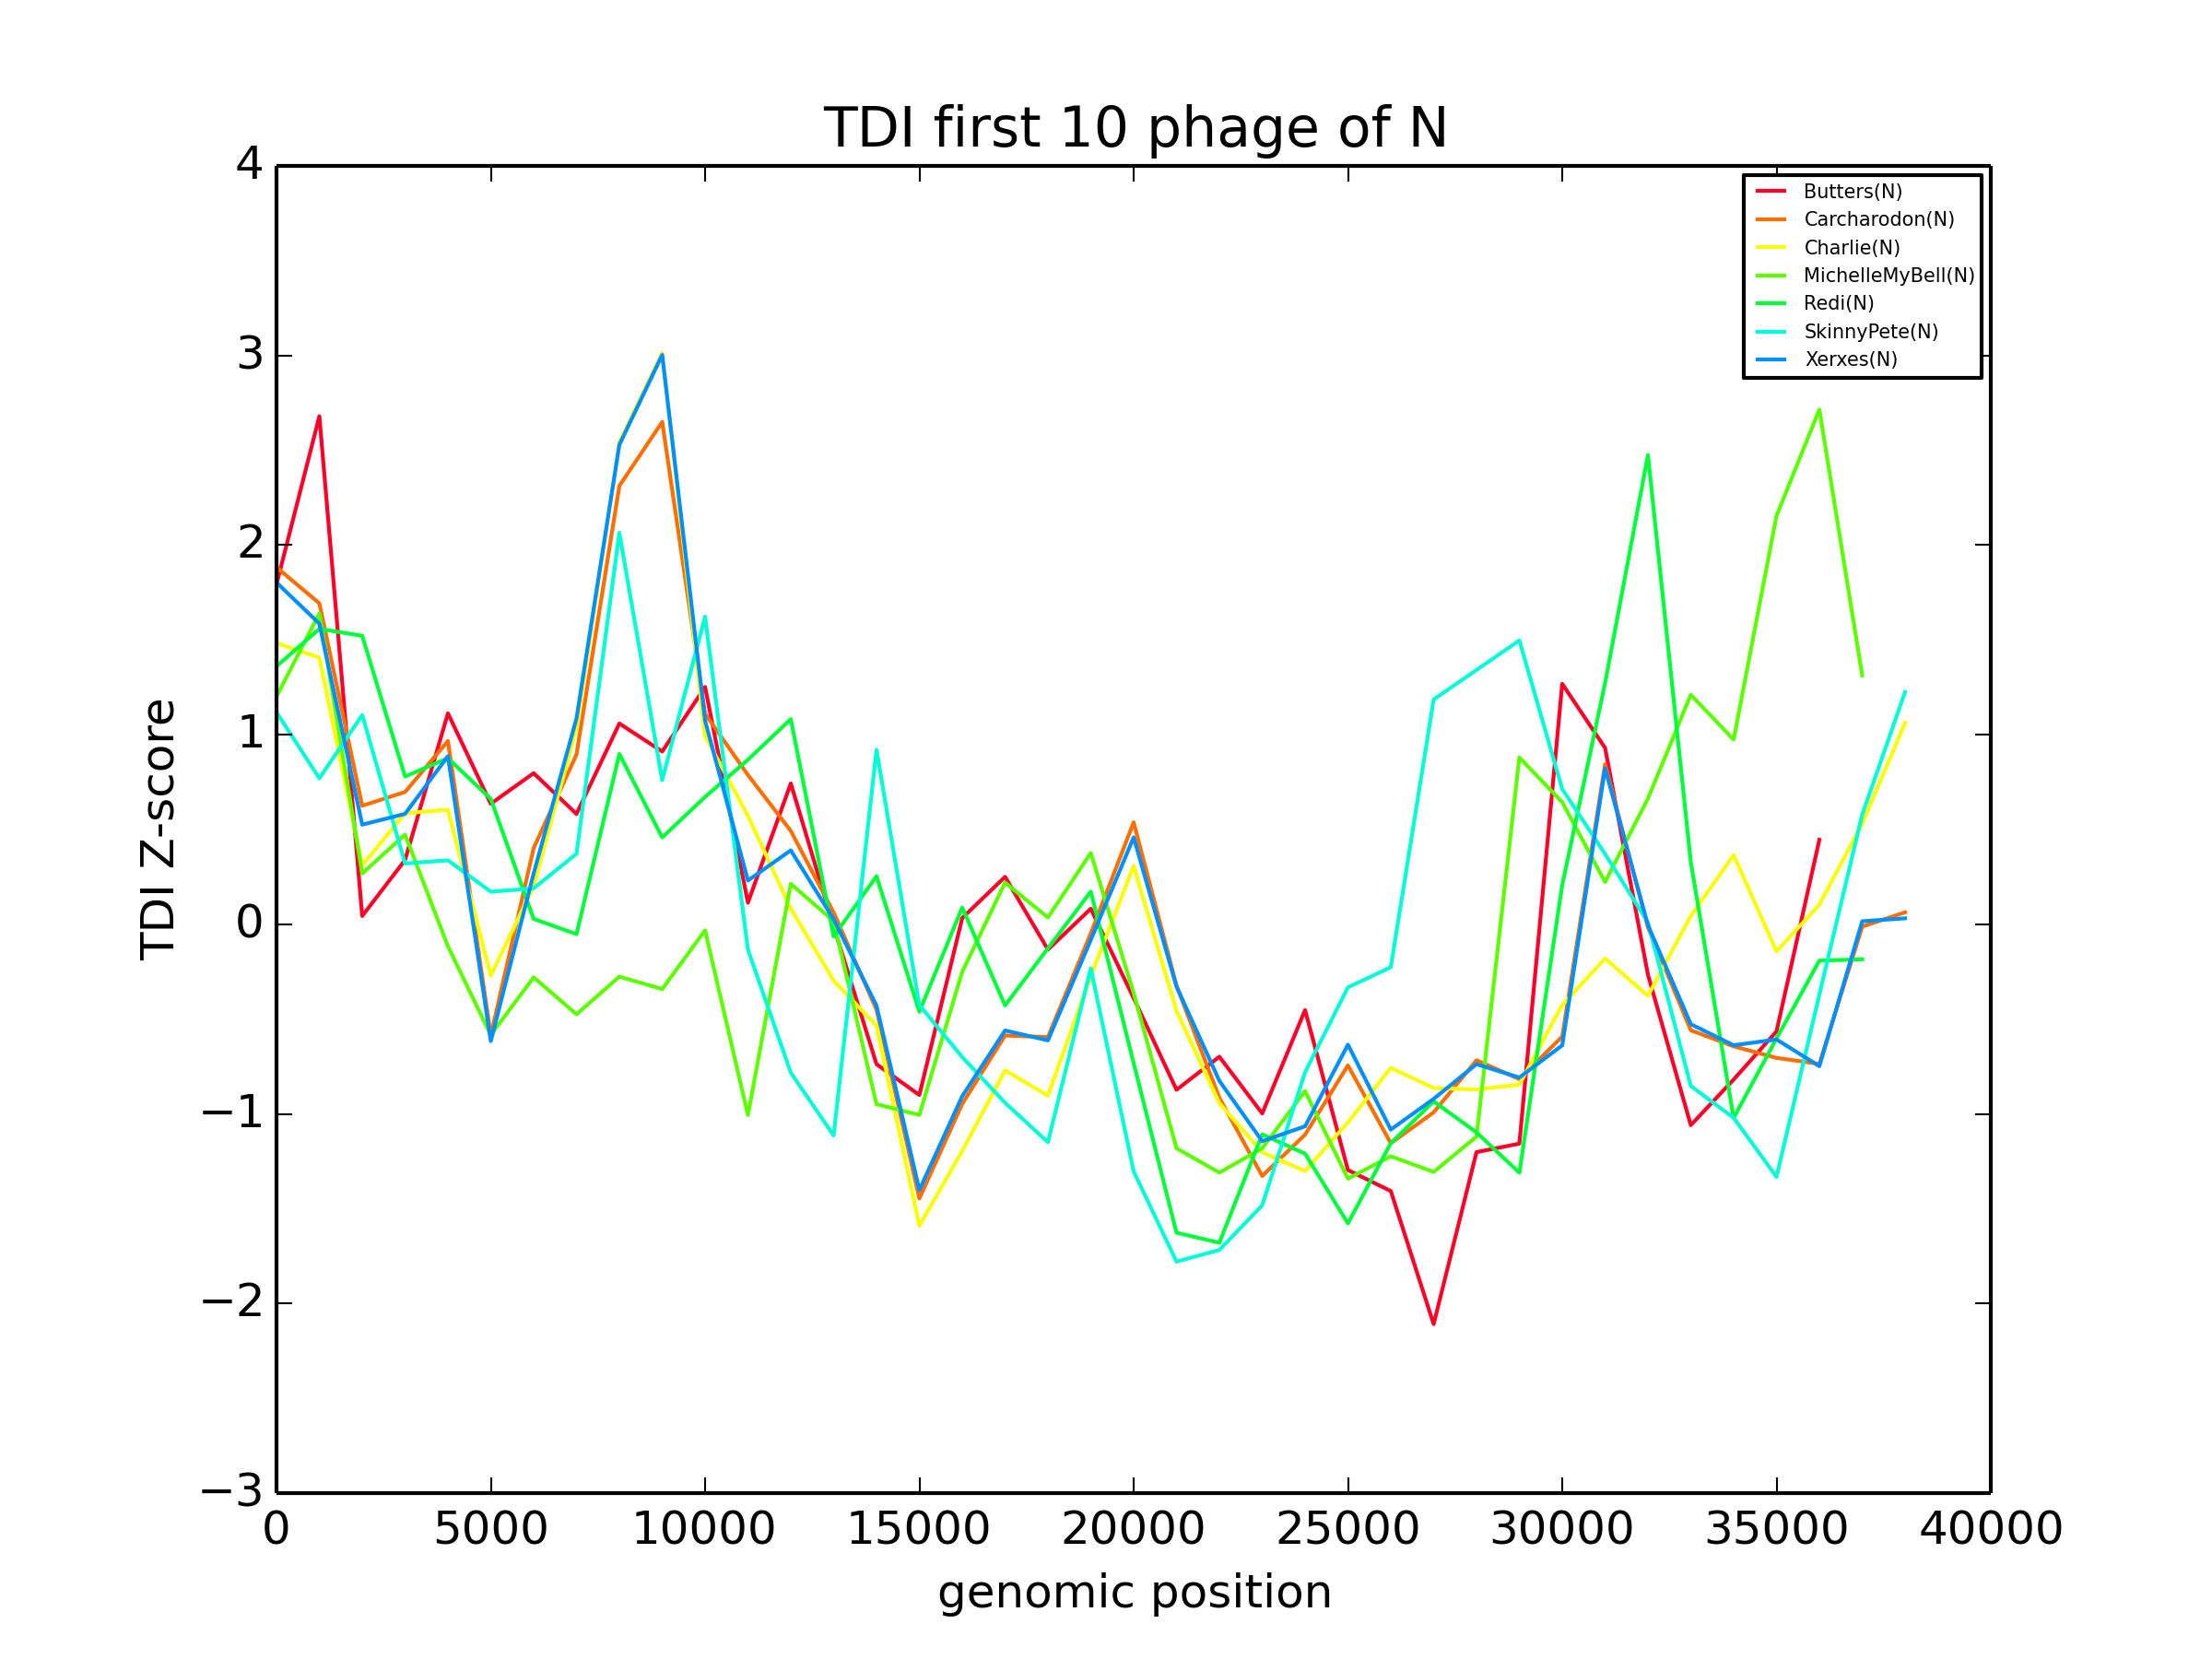 TDI first 10 phage of N
4
3
2
1
0
−1
−2
−3
TDI Z-score
0 5000 10000 15000 20000 25000 30000 35000 40000
genomic position
Butters(N)
Carcharodon(N)
Charlie(N)
MichelleMyBell(N)
Redi(N)
SkinnyPete(N)
Xerxes(N)